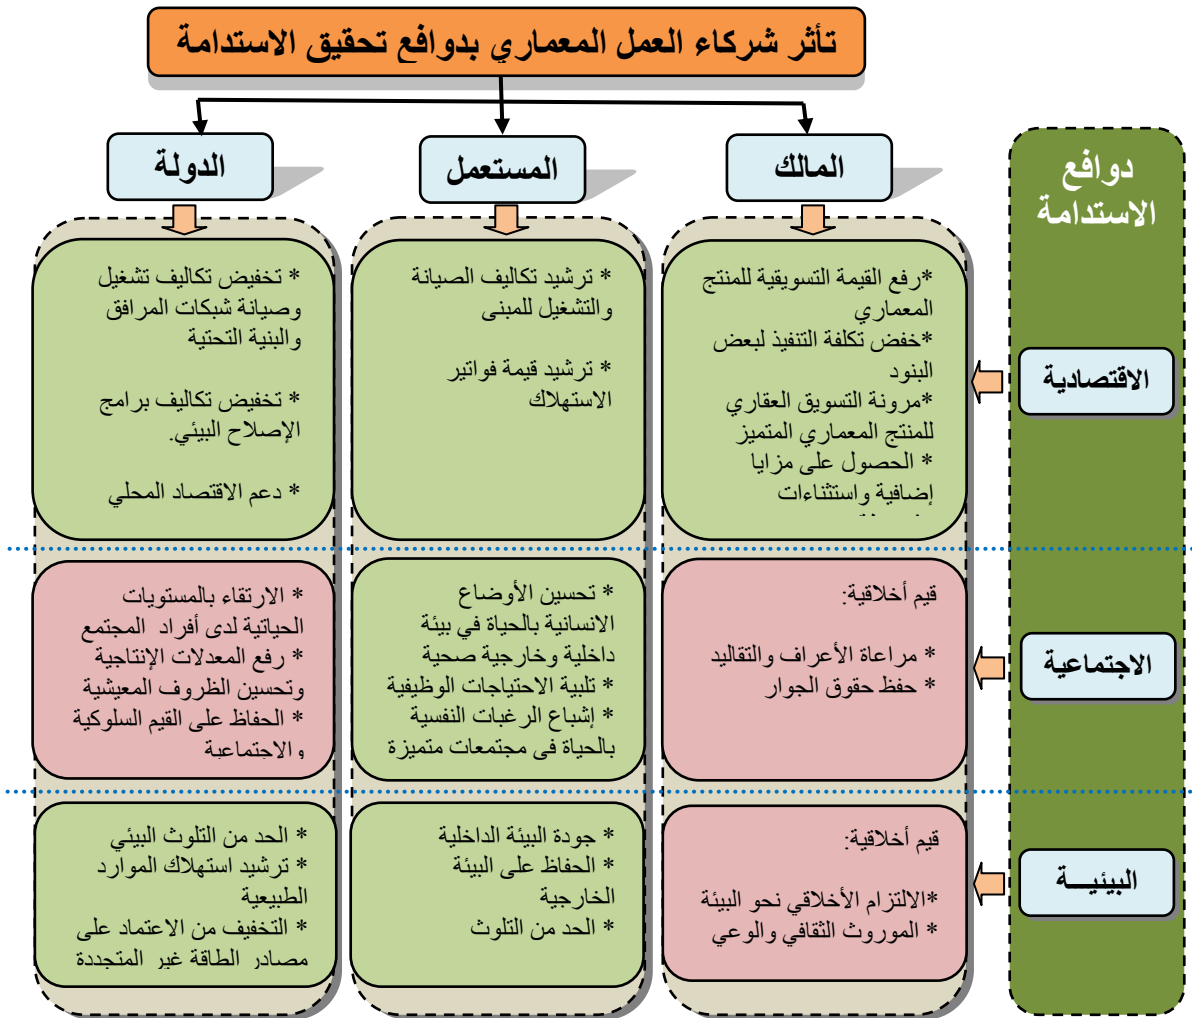 تأثر شركاء العمل المعماري بدوافع تحقيق الاستدامة
دوافع
الاستدامة
المالك
المستعمل
الدولة
الاقتصادية
*رفع القيمة التسويقية للمنتج
المعماري
*خفض تكلفة التنفيذ لبعض
البنود
*مرونة التسويق العقاري
للمنتج المعماري المتميز
* الحصول على مزايا
إضافية واستثناءات
* ترشيد تكاليف الصيانة
والتشغيل للمبنى
* ترشيد قيمة فواتير
الاستهلاك
* تخفيض تكاليف تشغيل
وصيانة شبكات المرافق
والبنية التحتية
* تخفيض تكاليف برامج
الإصلاح البيئي.
* دعم الاقتصاد المحلي
الاجتماعية
قيم أخلاقية:
* مراعاة الأعراف والتقاليد
* حفظ حقوق الجوار
* تحسين الأوضاع
الانسانية بالحياة في بيئة
داخلية وخارجية صحية
* تلبية الاحتياجات الوظيفية
* إشباع الرغبات النفسية
بالحياة في مجتمعات متميزة
* الارتقاء بالمستويات
الحياتية لدى أفراد المجتمع
* رفع المعدلات الإنتاجية
وتحسين الظروف المعيشية
* الحفاظ على القيم السلوكية
والاجتماعية
البيئيـــة
قيم أخلاقية:
*الالتزام الأخلاقي نحو البيئة
* الموروث الثقافي والوعي
* جودة البيئة الداخلية
* الحفاظ على البيئة
الخارجية
* الحد من التلوث
* الحد من التلوث البيئي
* ترشيد استهلاك الموارد
الطبيعية
* التخفيف من الاعتماد على
مصادر الطاقة غير المتجددة